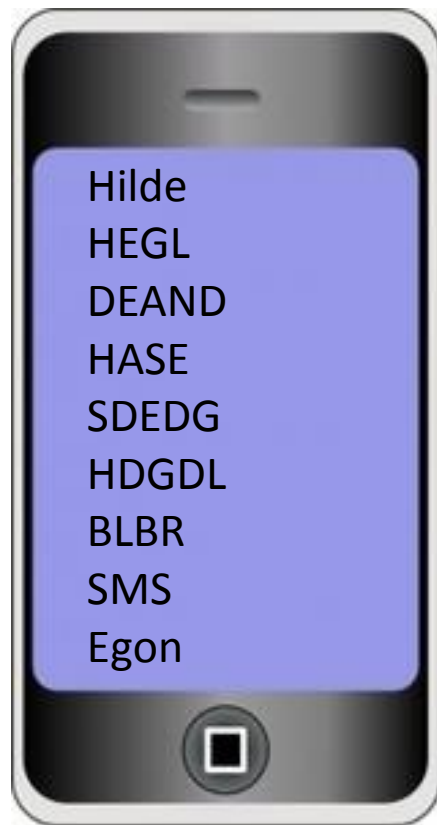 Hilde
HEGL
DEAND
HASE
SDEDG
HDGDL
BLBR
SMS
Egon